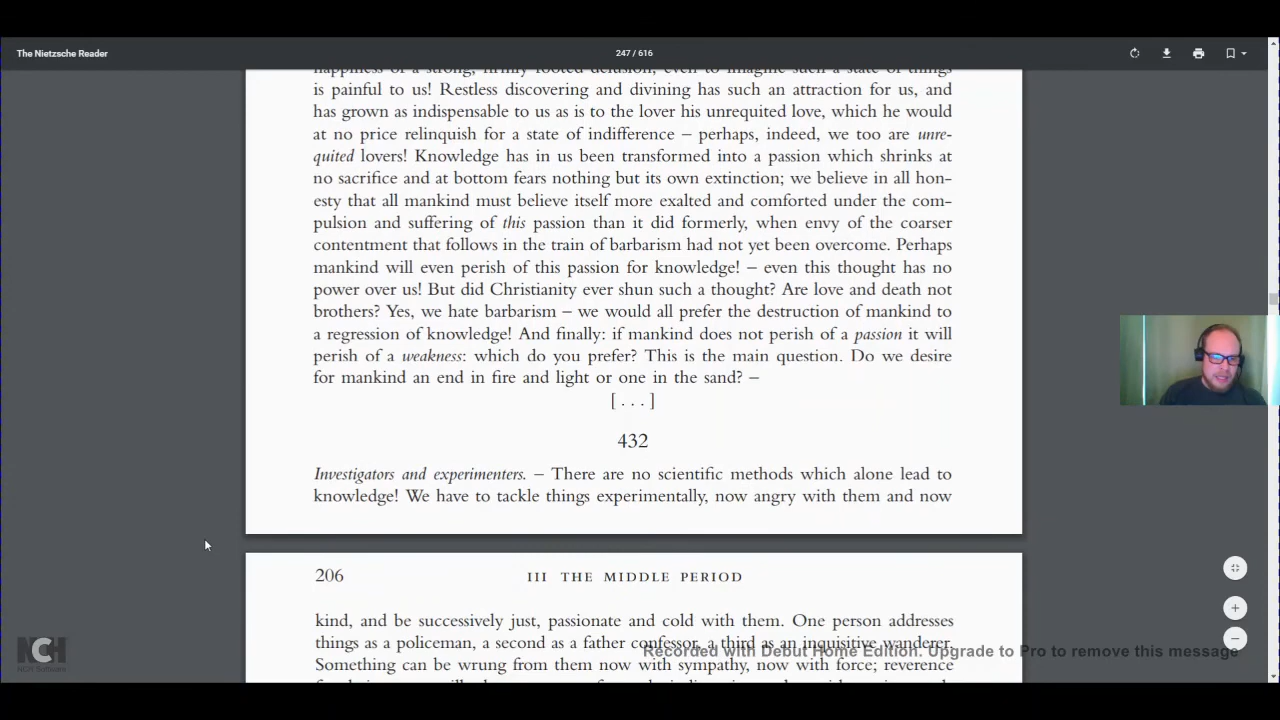 The Nietzsche Reader
247 / 616
happiness of a strong, firmly rooted delusion; even to imagine such a state of things
is painful to us! Restless discovering and divining has such an attraction for us, and
has grown as indispensable to us as is to the lover his unrequited love, which he would
at no price relinquish for a state of indifference – perhaps, indeed, we too are unre-
quited lovers! Knowledge has in us been transformed into a passion which shrinks at
no sacrifice and at bottom fears nothing but its own extinction; we believe in all hon-
esty that all mankind must believe itself more exalted and comforted under the com-
pulsion and suffering of this passion than it did formerly, when envy of the coarser
contentment that follows in the train of barbarism had not yet been overcome. Perhaps
mankind will even perish of this passion for knowledge! – even this thought has no
power over us! But did Christianity ever shun such a thought? Are love and death not
brothers? Yes, we hate barbarism – we would all prefer the destruction of mankind to
a regression of knowledge! And finally: if mankind does not perish of a passion it will
perish of a weakness: which do you prefer? This is the main question. Do we desire
for mankind an end in fire and light or one in the sand? –
[ . . . ]
432
Investigators and experimenters. – There are no scientific methods which alone lead to
knowledge! We have to tackle things experimentally, now angry with them and now
206
III THE MIDDLE PERIOD
kind, and be successively just, passionate and cold with them. One person addresses
things as a policeman, a second as a father confessor, a third as an inquisitive wanderer.
Something can be wrung from them now with sympathy, now with force; reverence
Recorded with Debut Home Edition. Upgrade to Pro to remove this message
NCH Software